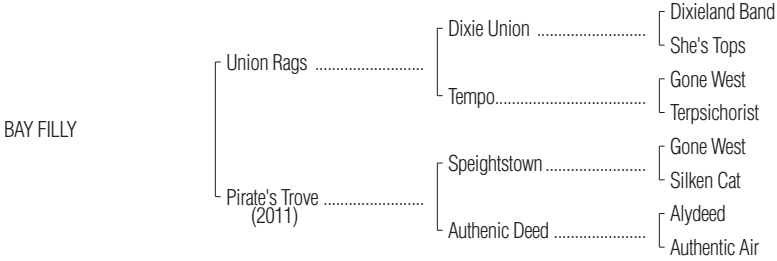 Dixieland Band
Dixie Union ..........................
She's Tops
Union Rags ..........................
Gone West
Tempo....................................
Terpsichorist
BAY FILLY
Gone West
Speightstown ........................
Silken Cat
Pirate's Trove ........................
(2011)
Alydeed
Authenic Deed ......................
Authentic Air